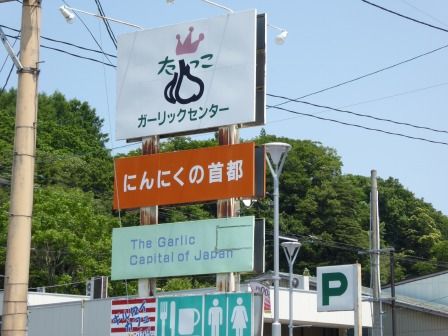 たっこ
ガーリックセンター
にんにくの首都
The Garlic
Capital of Japan
P